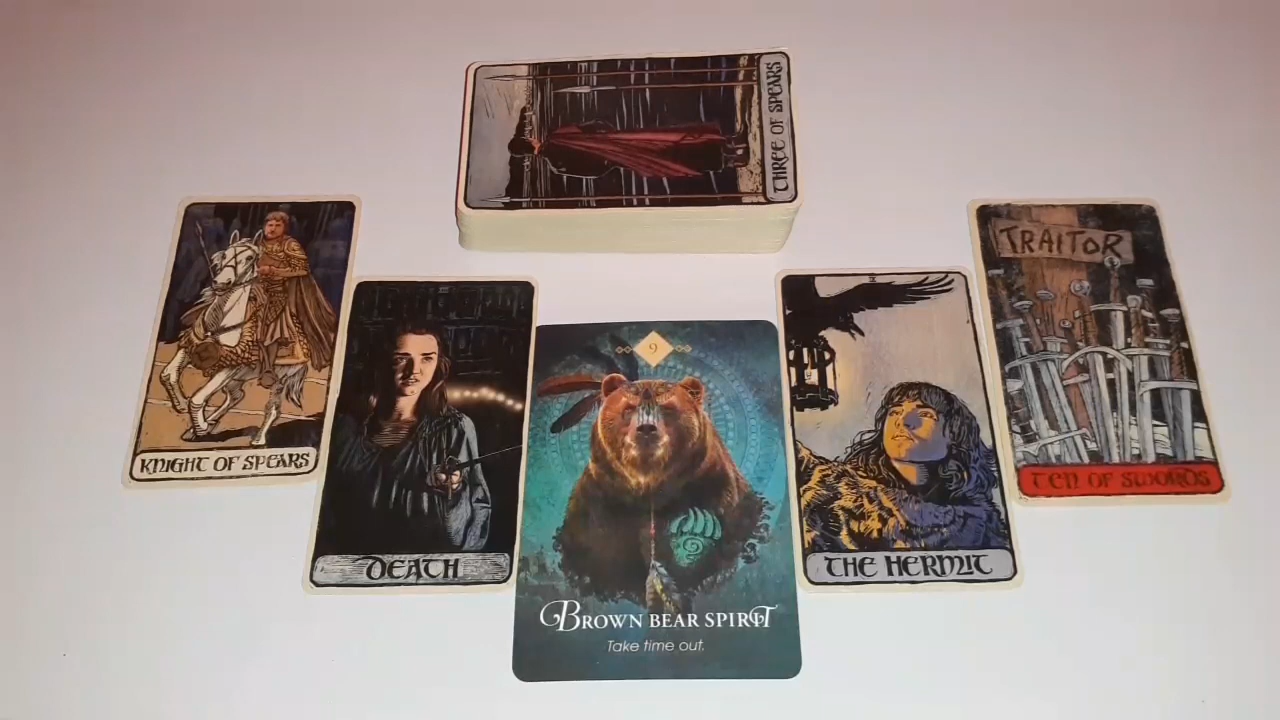 THREE OF SPEARS
KNIGHT OF SPEARS
DEATH
9
BROWN BEAR SPIRIT
Take time out.
THE HERMIT
TRAITOR
TEN OF SWORDS